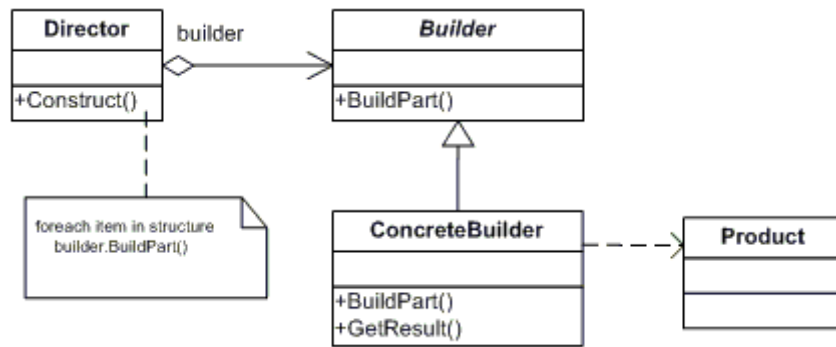 Director
builder
Builder
+Construct()
+BuildPart()
foreach item in structure
builder.BuildPart()
ConcreteBuilder
Product
+BuildPart()
+GetResult()